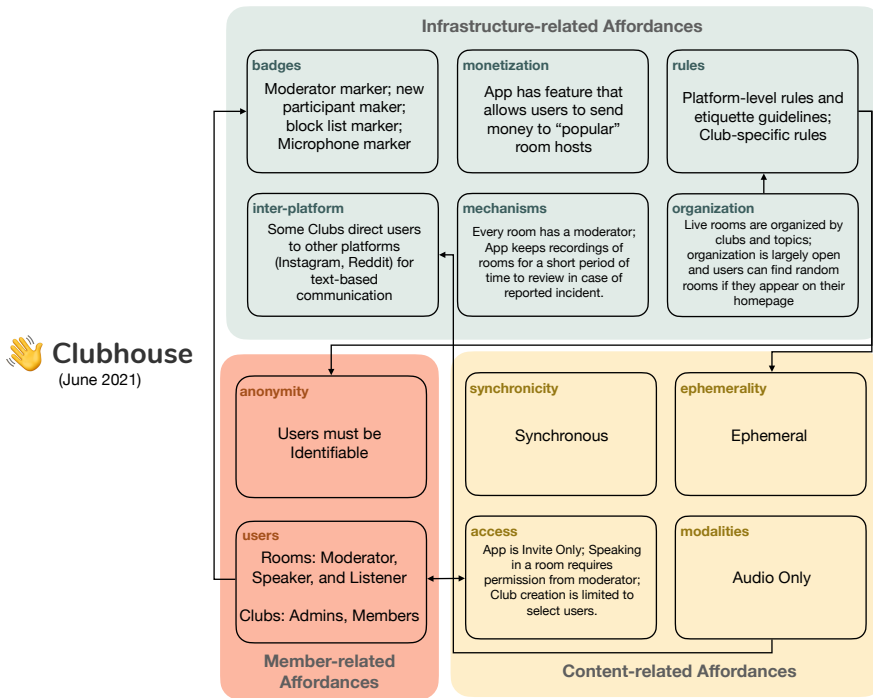 Infrastructure-related Affordances
badges
Moderator marker; new
participant maker;
block list marker;
Microphone marker
monetization
App has feature that
allows users to send
money to “popular”
room hosts
rules
Platform-level rules and
etiquette guidelines;
Club-specific rules
inter-platform
Some Clubs direct users
to other platforms
(Instagram, Reddit) for
text-based
communication
mechanisms
Every room has a moderator;
App keeps recordings of
rooms for a short period of
time to review in case of
reported incident.
organization
Live rooms are organized by
clubs and topics;
organization is largely open
and users can find random
rooms if they appear on their
homepage
Clubhouse
(June 2021)
anonymity
Users must be
Identifiable
synchronicity
Synchronous
ephemerality
Ephemeral
users
Rooms: Moderator,
Speaker, and Listener
Clubs: Admins, Members
access
App is Invite Only; Speaking
in a room requires
permission from moderator;
Club creation is limited to
select users.
modalities
Audio Only
Member-related
Affordances
Content-related Affordances